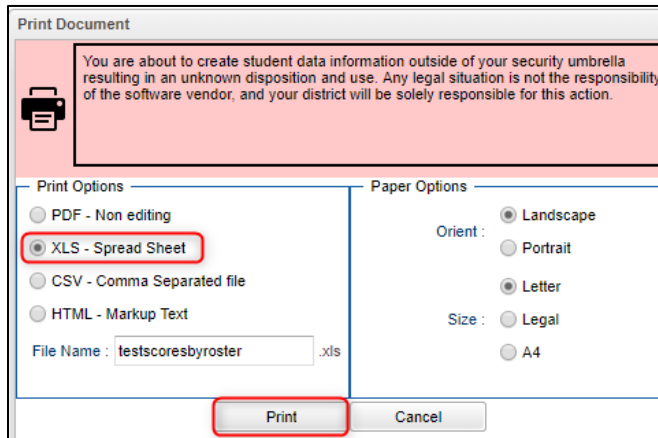 Print Document
You are about to create student data information outside of your security umbrella
resulting in an unknown disposition and use. Any legal situation is not the responsibility
of the software vendor, and your district will be solely responsible for this action.
Print Options
PDF - Non editing
XLS - Spread Sheet
CSV - Comma Separated file
HTML - Markup Text
File Name : testscoresbyroster .xls
Paper Options
Orient :
Landscape
Portrait
Size :
Letter
Legal
A4
Print Cancel